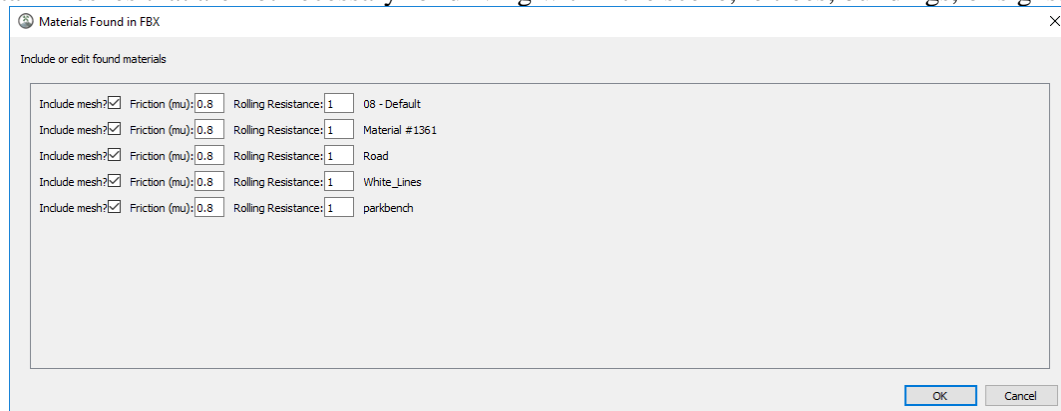 Materials Found in FBX
Include or edit found materials
Include mesh? Friction (mu): 0.8 Rolling Resistance: 1 08 - Default
Include mesh? Friction (mu): 0.8 Rolling Resistance: 1 Material #1361
Include mesh? Friction (mu): 0.8 Rolling Resistance: 1 Road
Include mesh? Friction (mu): 0.8 Rolling Resistance: 1 White_Lines
Include mesh? Friction (mu): 0.8 Rolling Resistance: 1 parkbench
OK Cancel